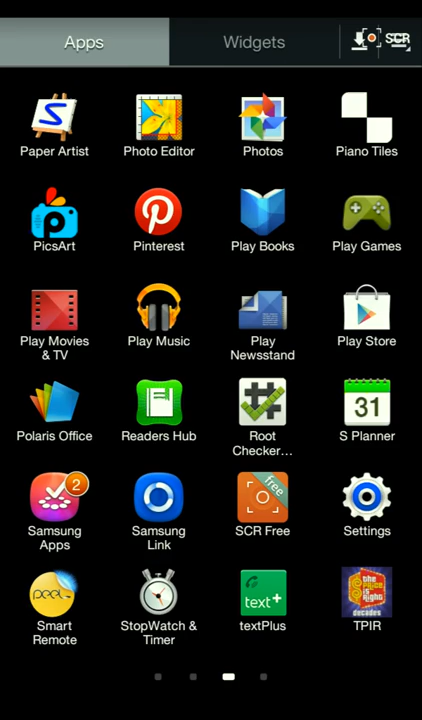 Apps
Widgets
SCR
Paper Artist
Photo Editor
Photos
Piano Tiles
PicsArt
Pinterest
Play Books
Play Games
Play Movies
& TV
Play Music
Play
Newsstand
Play Store
31
Polaris Office
Readers Hub
Root
Checker...
S Planner
2
free
Samsung
Apps
Samsung
Link
SCR Free
Settings
peel
text+
the
Price
is
Right
decades
Smart
Remote
StopWatch &
Timer
textPlus
TPIR